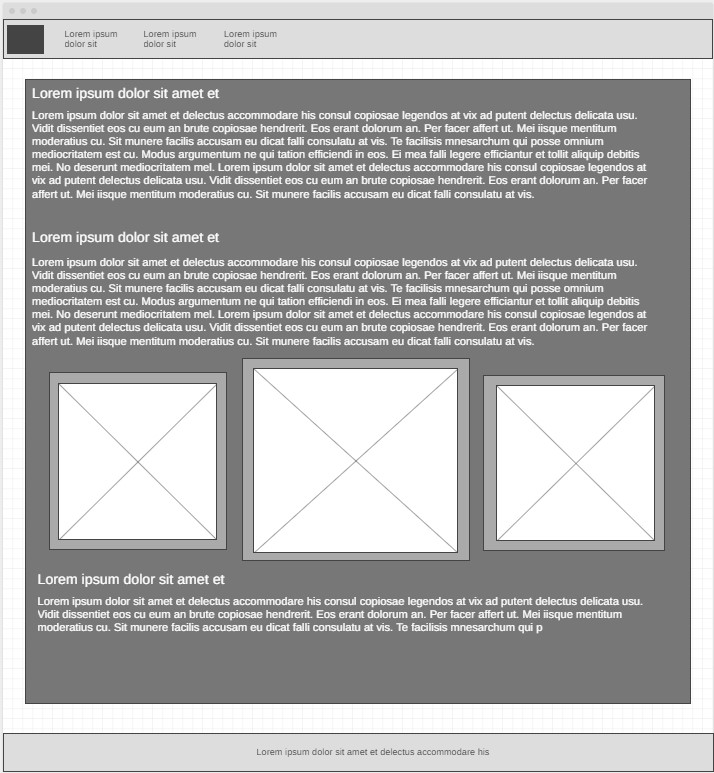 Lorem ipsum
dolor sit
Lorem ipsum
dolor sit
Lorem ipsum
dolor sit
Lorem ipsum dolor sit amet et
Lorem ipsum dolor sit amet et delectus accommodare his consul copiosae legendos at vix ad putent delectus delicata usu.
Vidit dissentiet eos cu eum an brute copiosae hendrerit. Eos erant dolorum an. Per facer affert ut. Mei iisque mentitum
moderatius cu. Sit munere facilis accusam eu dicat falli consulatu at vis. Te facilisis mnesarchum qui posse omnium
mediocritatem est cu. Modus argumentum ne qui tation efficiendi in eos. Ei mea falli legere efficiantur et tollit aliquip debitis
mei. No deserunt mediocritatem mel. Lorem ipsum dolor sit amet et delectus accommodare his consul copiosae legendos at
vix ad putent delectus delicata usu. Vidit dissentiet eos cu eum an brute copiosae hendrerit. Eos erant dolorum an. Per facer
affert ut. Mei iisque mentitum moderatius cu. Sit munere facilis accusam eu dicat falli consulatu at vis.
Lorem ipsum dolor sit amet et
Lorem ipsum dolor sit amet et delectus accommodare his consul copiosae legendos at vix ad putent delectus delicata usu.
Vidit dissentiet eos cu eum an brute copiosae hendrerit. Eos erant dolorum an. Per facer affert ut. Mei iisque mentitum
moderatius cu. Sit munere facilis accusam eu dicat falli consulatu at vis. Te facilisis mnesarchum qui posse omnium
mediocritatem est cu. Modus argumentum ne qui tation efficiendi in eos. Ei mea falli legere efficiantur et tollit aliquip debitis
mei. No deserunt mediocritatem mel. Lorem ipsum dolor sit amet et delectus accommodare his consul copiosae legendos at
vix ad putent delectus delicata usu. Vidit dissentiet eos cu eum an brute copiosae hendrerit. Eos erant dolorum an. Per facer
affert ut. Mei iisque mentitum moderatius cu. Sit munere facilis accusam eu dicat falli consulatu at vis.
Lorem ipsum dolor sit amet et
Lorem ipsum dolor sit amet et delectus accommodare his consul copiosae legendos at vix ad putent delectus delicata usu.
Vidit dissentiet eos cu eum an brute copiosae hendrerit. Eos erant dolorum an. Per facer affert ut. Mei iisque mentitum
moderatius cu. Sit munere facilis accusam eu dicat falli consulatu at vis. Te facilisis mnesarchum qui p
Lorem ipsum dolor sit amet et delectus accommodare his